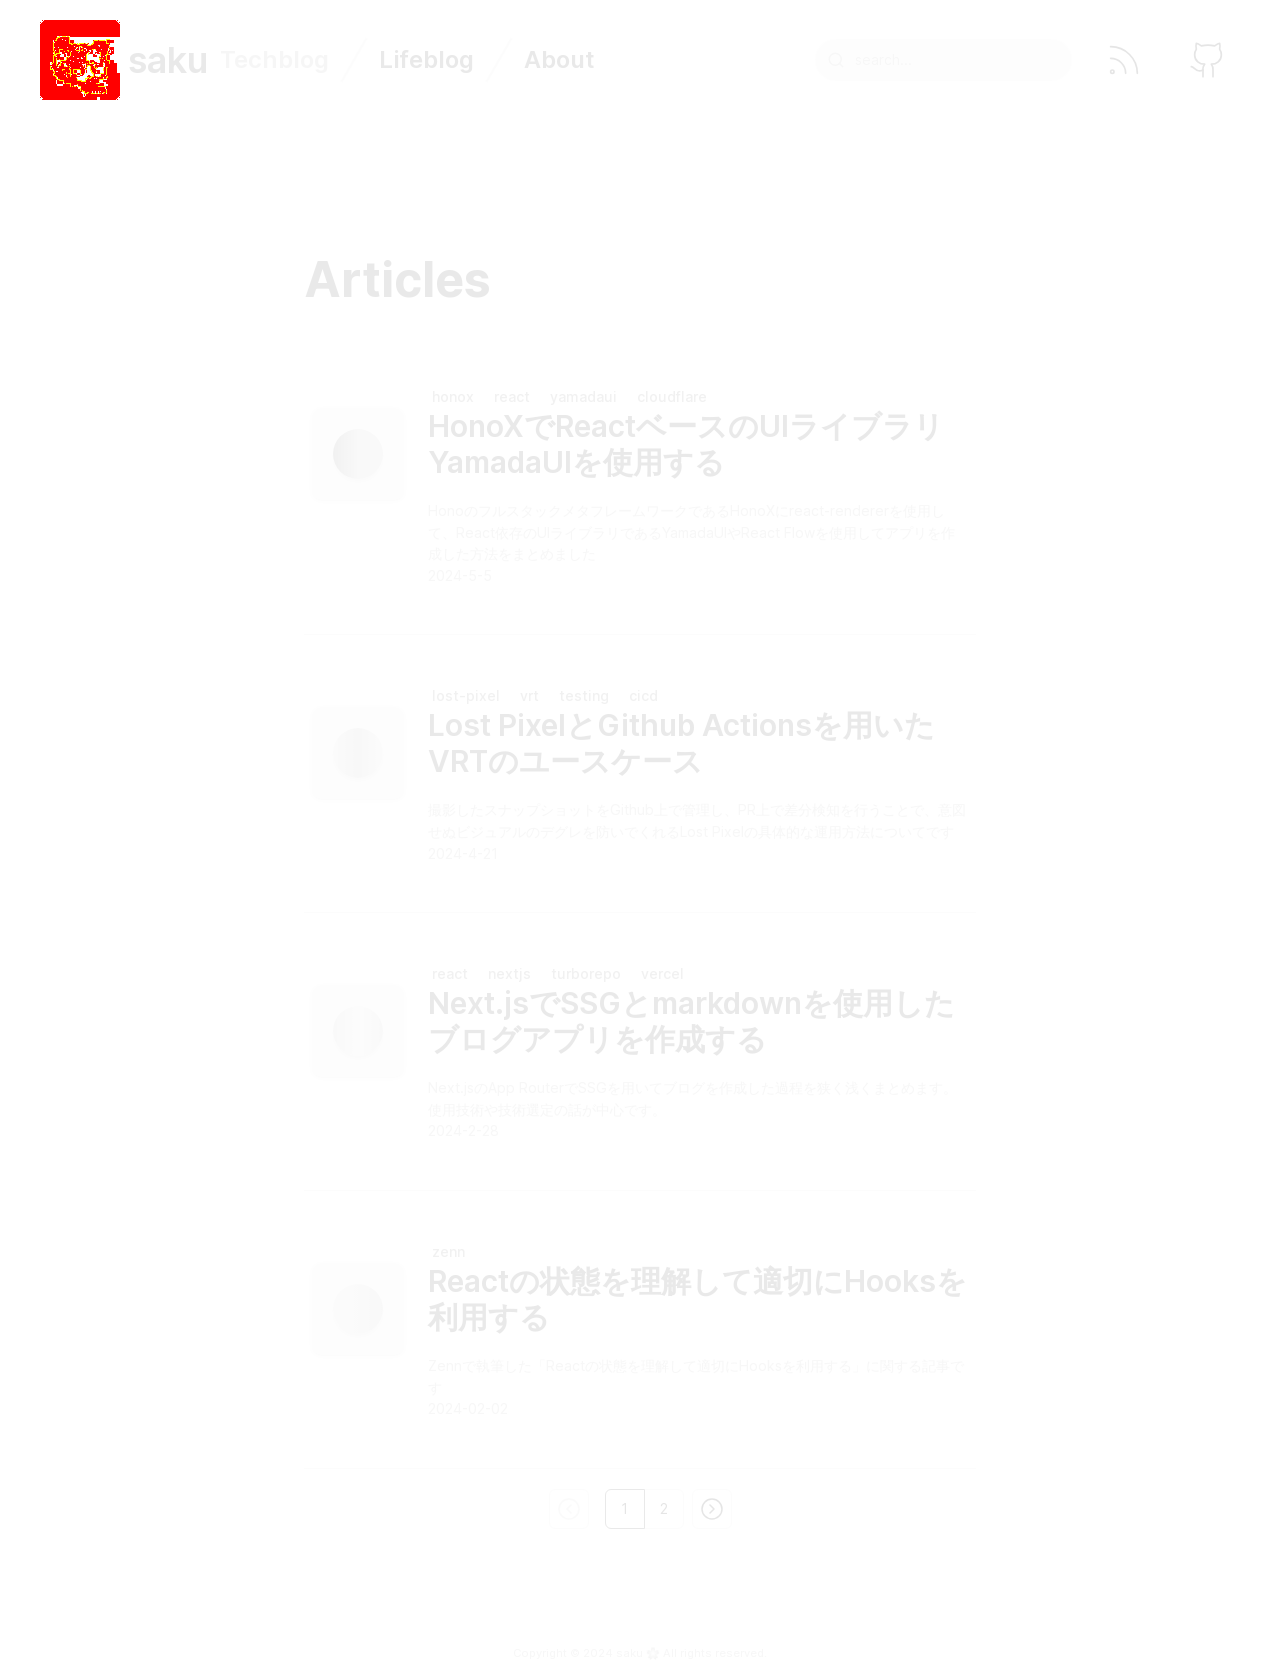 saku Techblog / Lifeblog / About search
Articles
honox react yamadaui cloudflare
HonoXでReactベースのUIライブラリ
YamadaUIを使用する
HonoのフルスタックメタフレームワークであるHonoXにreact-rendererを使用し
て、React依存のUIライブラリであるYamadaUIやReact Flowを使用してアプリを作
成した方法をまとめました
2024-5-5
lost-pixel vrt testing cicd
Lost PixelとGithub Actionsを用いた
VRTのユースケース
撮影したスナップショットをGithub上で管理し、PR上で差分検知を行うことで、意図
せぬビジュアルのデグレを防いでくれるLost Pixelの具体的な運用方法についてです
2024-4-21
react nextjs turborepo vercel
Next.jsでSSGとmarkdownを使用した
ブログアプリを作成する
Next.jsのApp RouterでSSGを用いてブログを作成した過程を軽く浅くまとめます。
使用技術や技術選定の話が中心です。
2024-2-28
zenn
Reactの状態を理解して適切にHooksを
利用する
Zennで執筆した「Reactの状態を理解して適切にHooksを利用する」に関する記事で
す
2024-02-02
1 2
Copyright © 2024 saku All rights reserved.